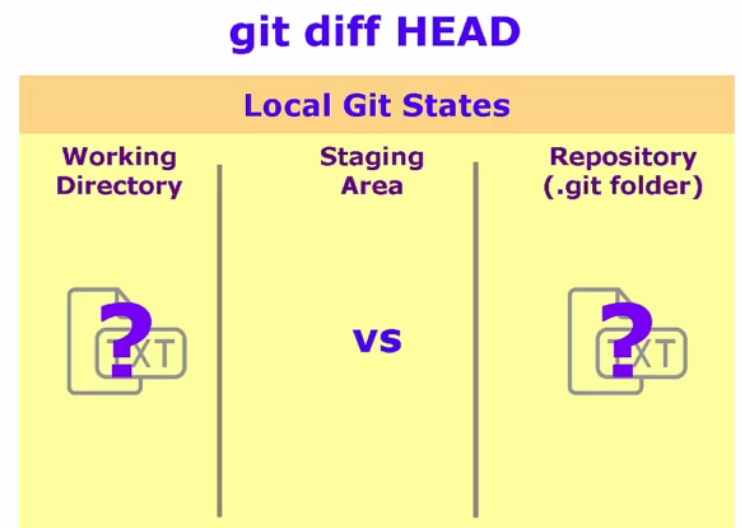 git diff HEAD
Local Git States
Working
Directory
Staging
Area
Repository
(.git folder)
?
TXT
vs
?
TXT